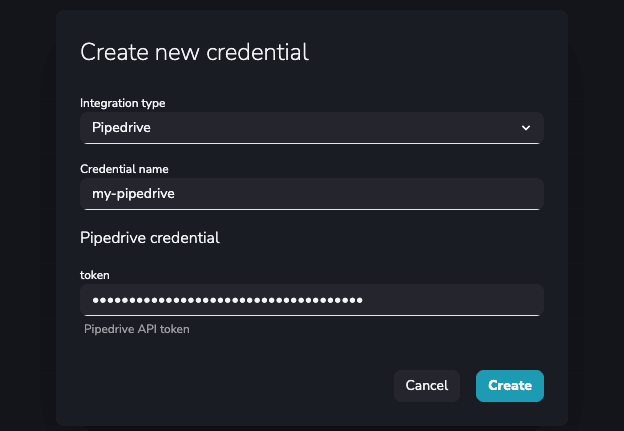 Create new credential
Integration type
Pipedrive
Credential name
my-pipedrive
Pipedrive credential
token
•••••••••••••••••••••••••••••••••••••
Pipedrive API token
Cancel Create